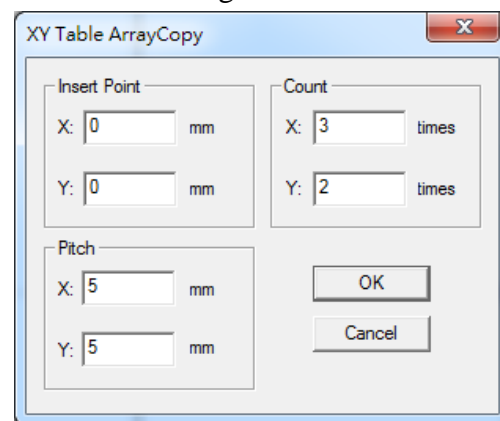 XY Table ArrayCopy
Insert Point
X: 0 mm
Y: 0 mm
Count
X: 3 times
Y: 2 times
Pitch
X: 5 mm
Y: 5 mm
OK
Cancel